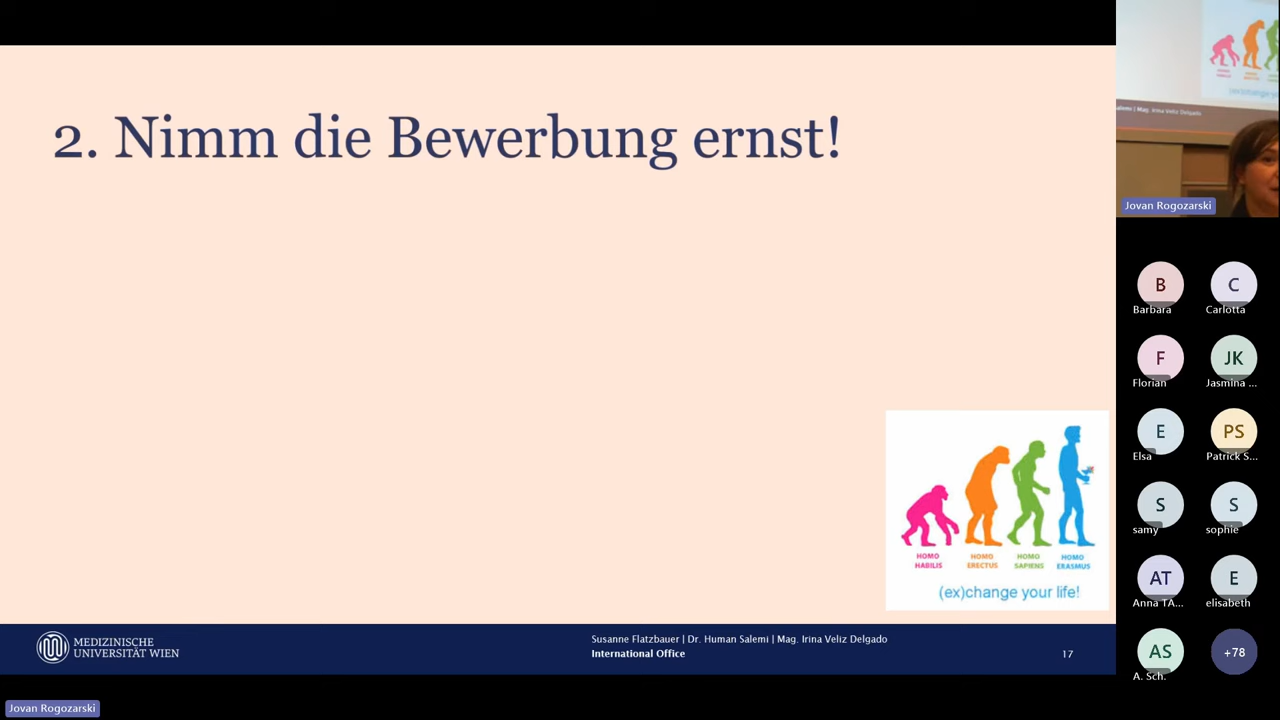 2. Nimm die Bewerbung ernst!
HOMO HABILIS
HOMO ERECTUS
HOMO SAPIENS
HOMO ERASMUS
(ex)change your life!
MEDIZINISCHE
UNIVERSITÄT WIEN
Susanne Flatzbauer | Dr. Human Salemi | Mag. Irina Veliz Delgado
International Office
17
Jovan Rogozarski
Jovan Rogozarski
B
Barbara
C
Carlotta
F
Florian
JK
Jasmina ...
E
Elsa
PS
Patrick S...
S
samy
S
sophie
AT
Anna TA...
E
elisabeth
AS
A. Sch.
+78